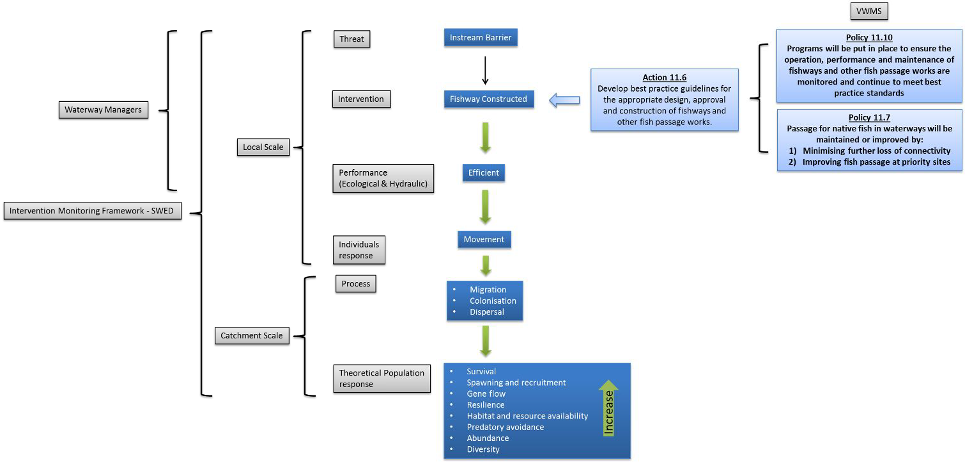 VWMS
Threat
Instream Barrier
Policy 11.10
Programs will be put in place to ensure the
operation, performance and maintenance of
fishways and other fish passage works are
monitored and continue to meet best
practice standards
Action 11.6
Develop best practice guidelines for
the appropriate design, approval
and construction of fishways and
other fish passage works.
Waterway Managers
Intervention
Fishway Constructed
Policy 11.7
Passage for native fish in waterways will be
maintained or improved by:
1) Minimising further loss of connectivity
2) Improving fish passage at priority sites
Local Scale
Performance
(Ecological & Hydraulic)
Efficient
Intervention Monitoring Framework - SWED
Individuals
response
Movement
Process
• Migration
• Colonisation
• Dispersal
Catchment Scale
Theoretical Population
response
• Survival
• Spawning and recruitment
• Gene flow
• Resilience
• Habitat and resource availability
• Predatory avoidance
• Abundance
• Diversity
Increase